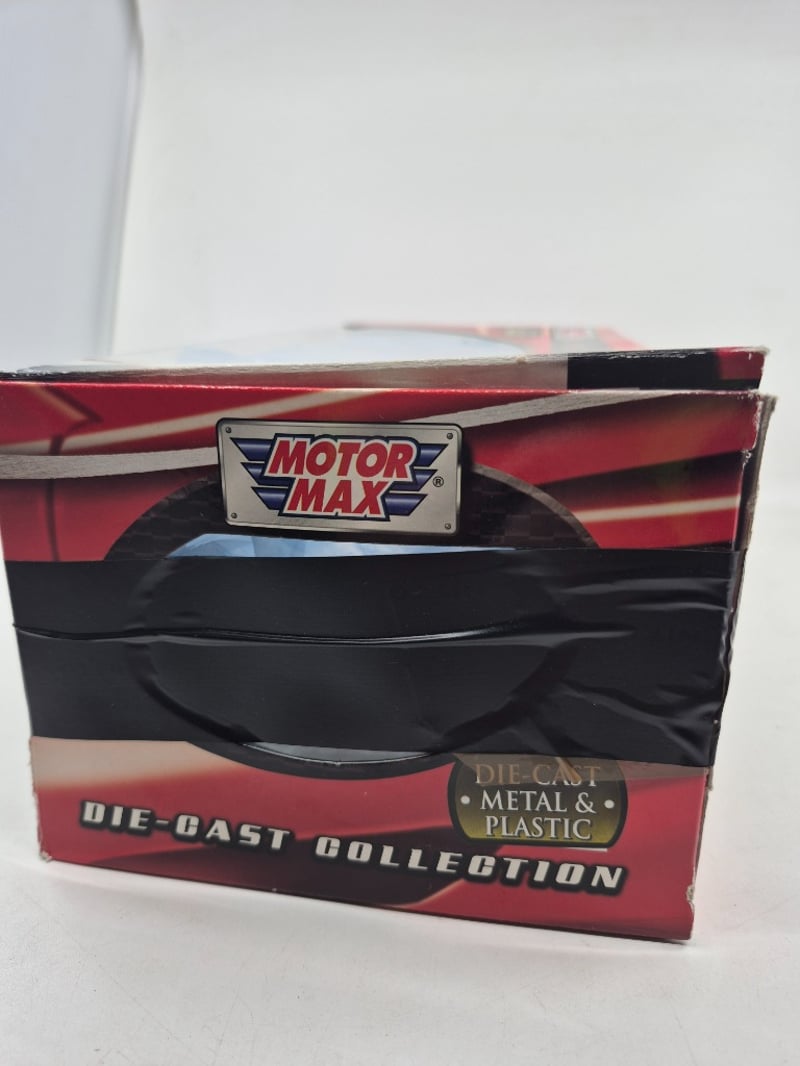 MOTOR
MAX®
DIE-CAST
• METAL & •
PLASTIC
DIE-CAST COLLECTION